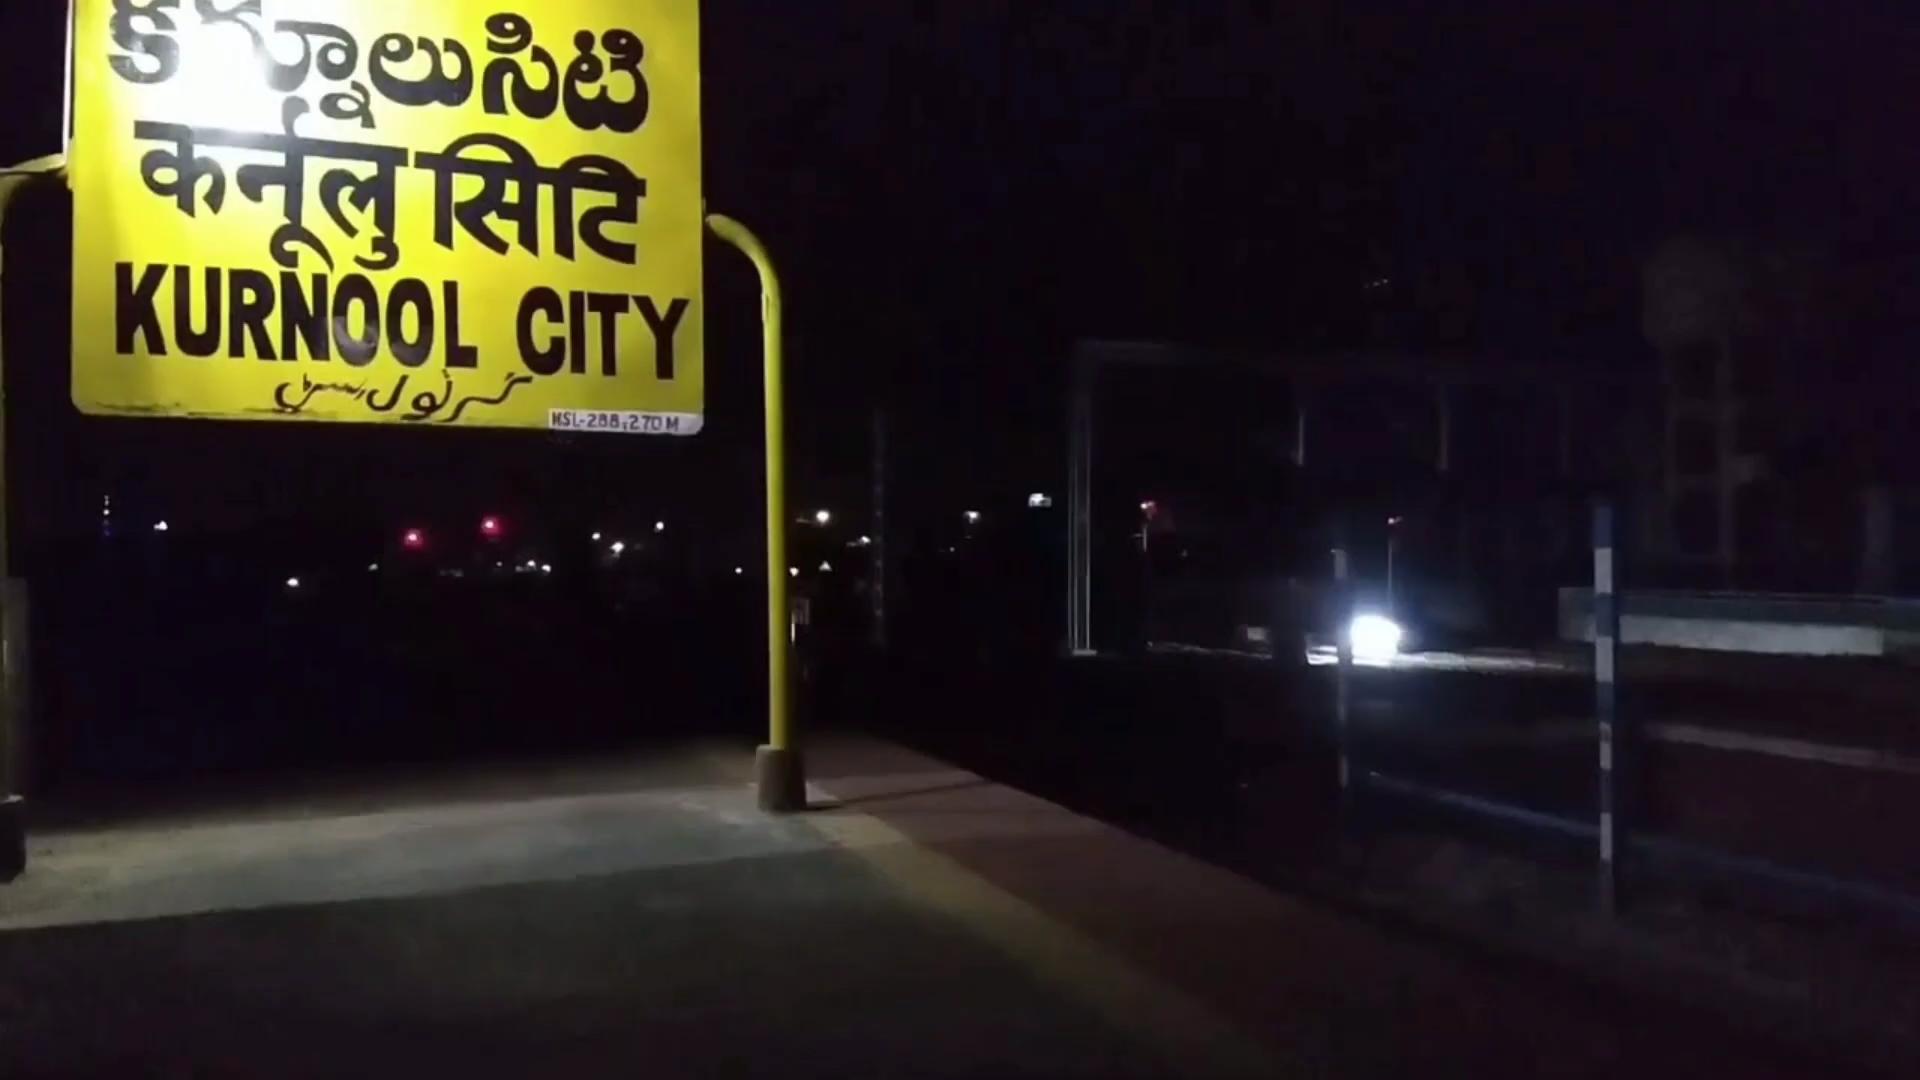 కర్నూలు సిటి
कर्नूलु सिटि
KURNOOL CITY
کرنول سٹی
MSL-288.270 M